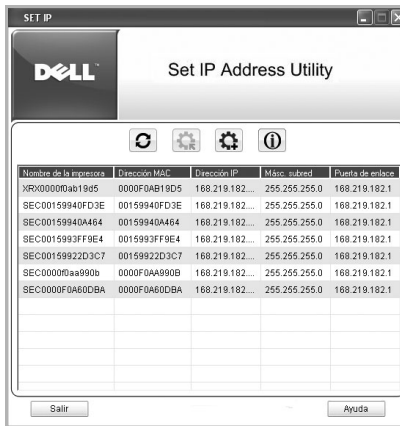 SET IP
DELL
Set IP Address Utility
Nombre de la impresora Dirección MAC Dirección IP Másc. subred Puerta de enlace
XRX0000f0ab19d5 0000F0AB19D5 168.219.182.... 255.255.255.0 168.219.182.1
SEC00159940FD3E 00159940FD3E 168.219.182.... 255.255.255.0 168.219.182.1
SEC00159940A464 00159940A464 168.219.182.... 255.255.255.0 168.219.182.1
SEC0015993FF9E4 0015993FF9E4 168.219.182.... 255.255.255.0 168.219.182.1
SEC00159922D3C7 00159922D3C7 168.219.182.... 255.255.255.0 168.219.182.1
SEC0000f0aa990b 0000F0AA990B 168.219.182.... 255.255.255.0 168.219.182.1
SEC0000F0A60DBA 0000F0A60DBA 168.219.182.... 255.255.255.0 168.219.182.1
Salir Ayuda